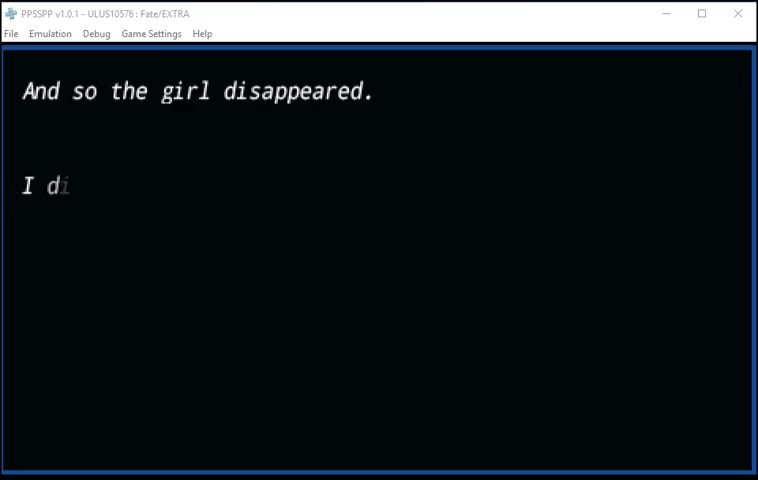 PPSSPP v1.0.1 - ULUS10576 : Fate/EXTRA
File Emulation Debug Game Settings Help
And so the girl disappeared.
I di